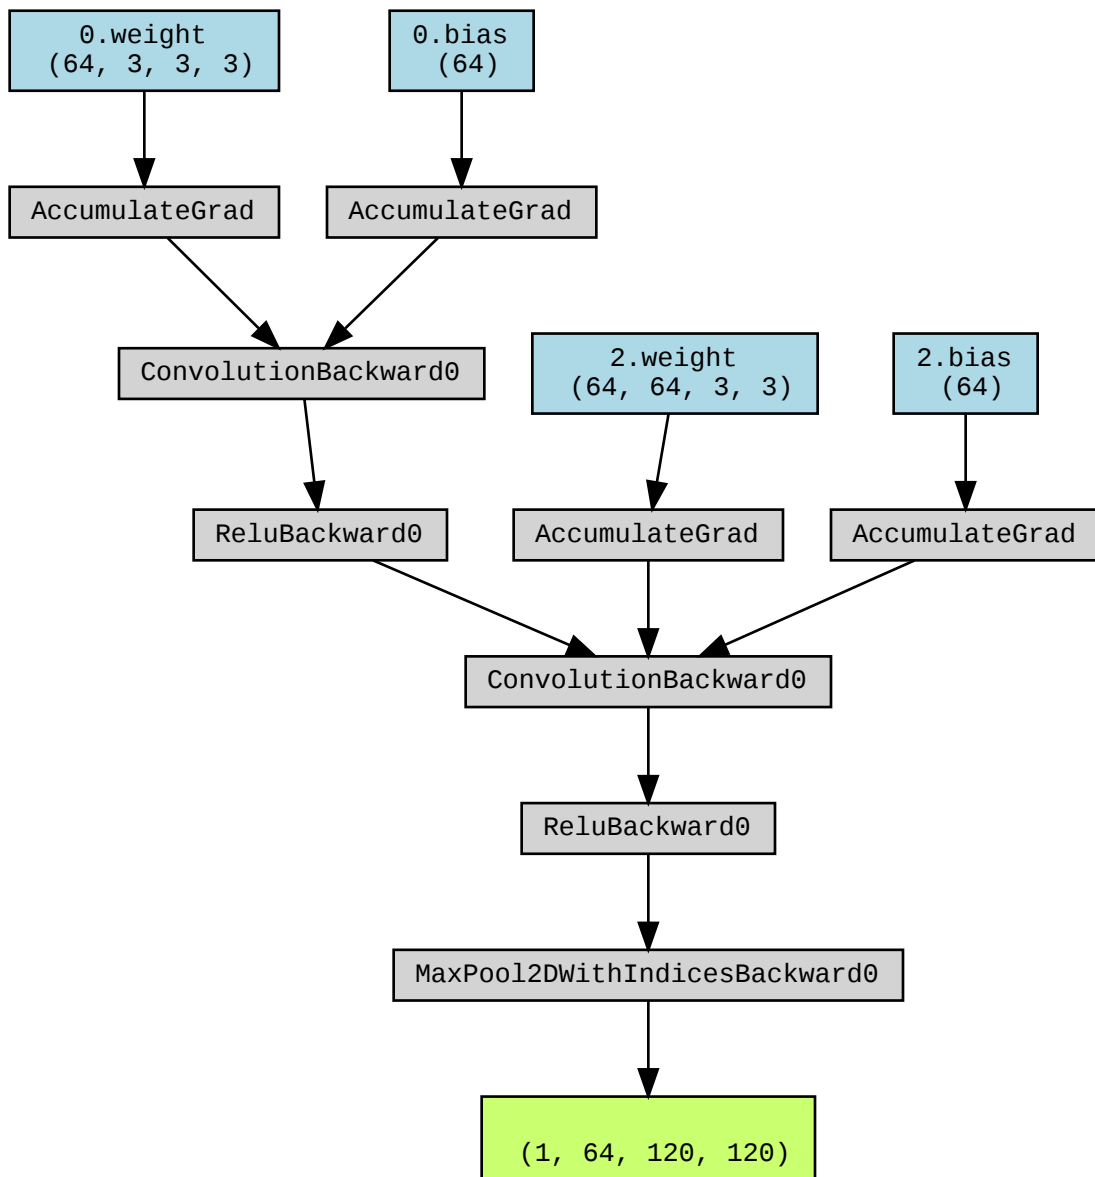 0.weight
(64, 3, 3, 3)
0.bias
(64)
AccumulateGrad
AccumulateGrad
ConvolutionBackward0
2.weight
(64, 64, 3, 3)
2.bias
(64)
ReluBackward0
AccumulateGrad
AccumulateGrad
ConvolutionBackward0
ReluBackward0
MaxPool2DWithIndicesBackward0
(1, 64, 120, 120)